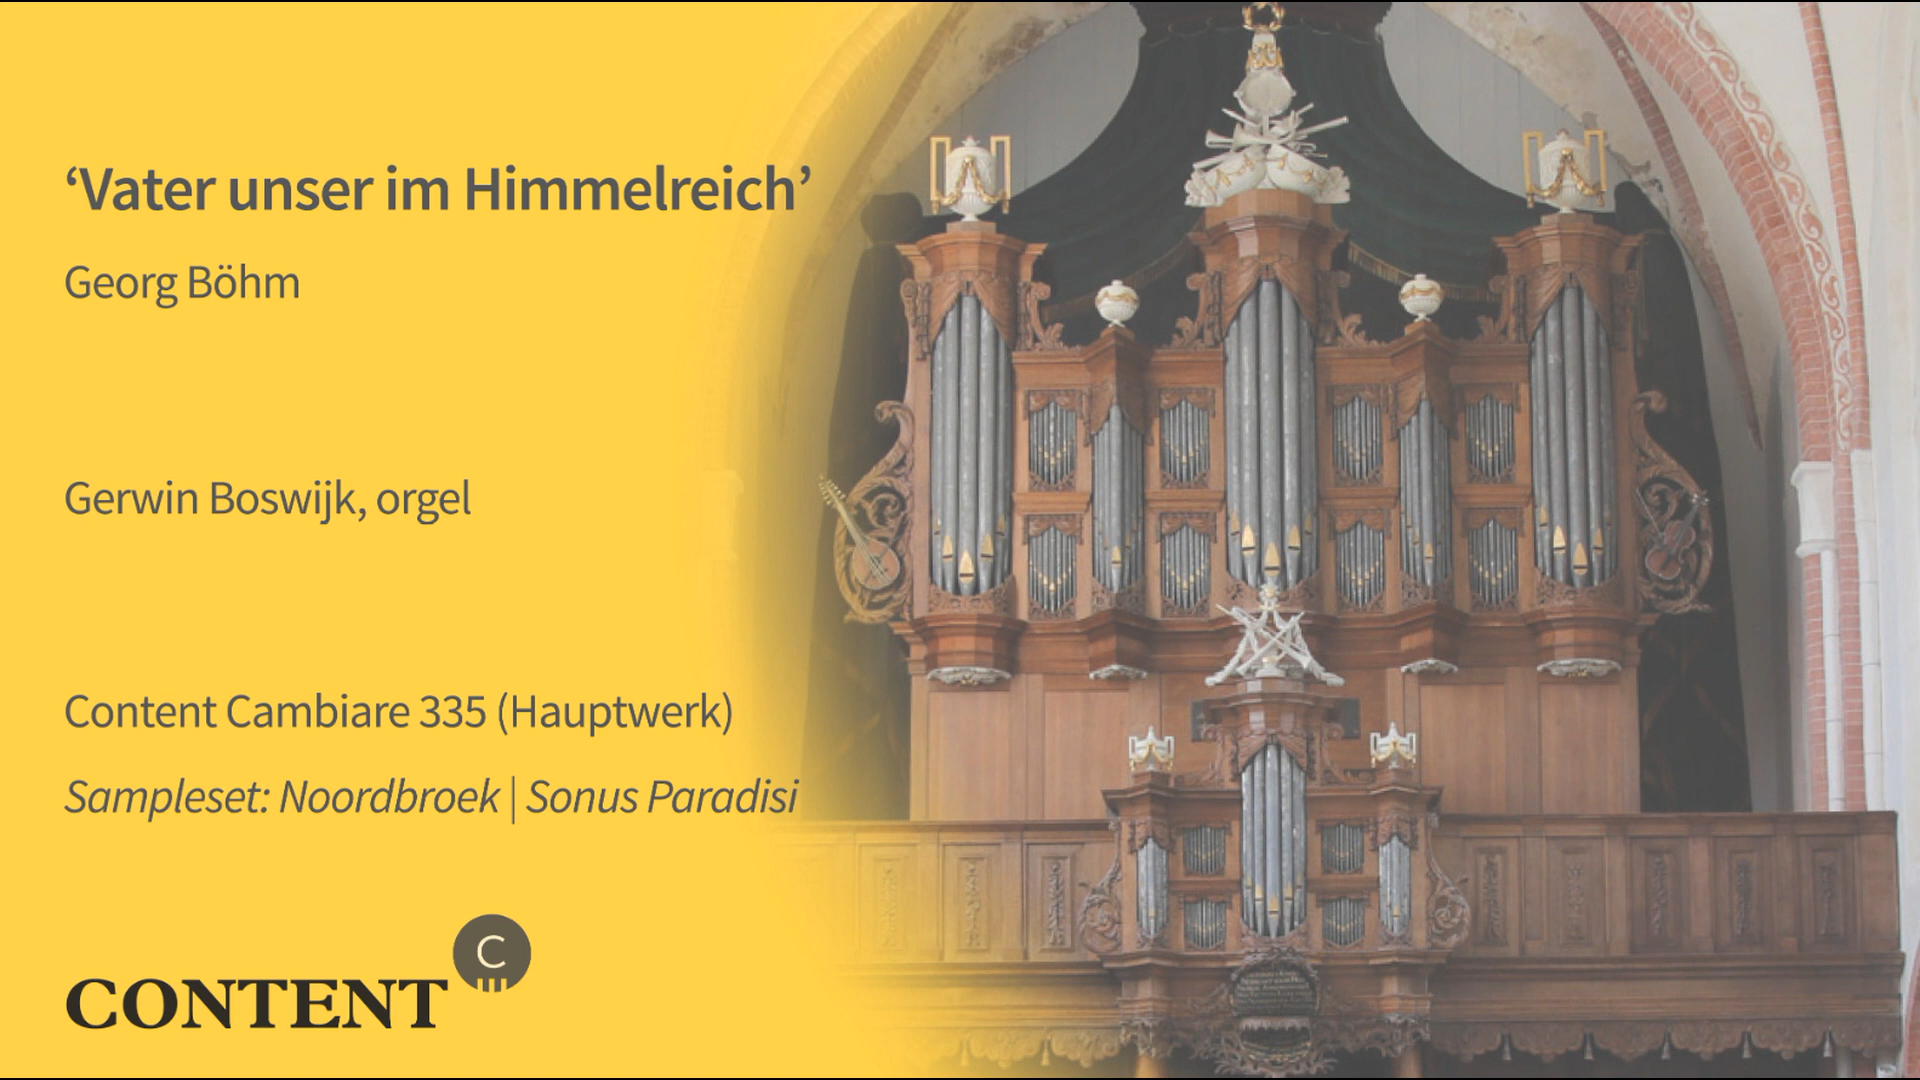 ‘Vater unser im Himmelreich’
Georg Böhm
Gerwin Boswijk, orgel
Content Cambiare 335 (Hauptwerk)
Sampleset: Noordbroek | Sonus Paradisi
C
CONTENT